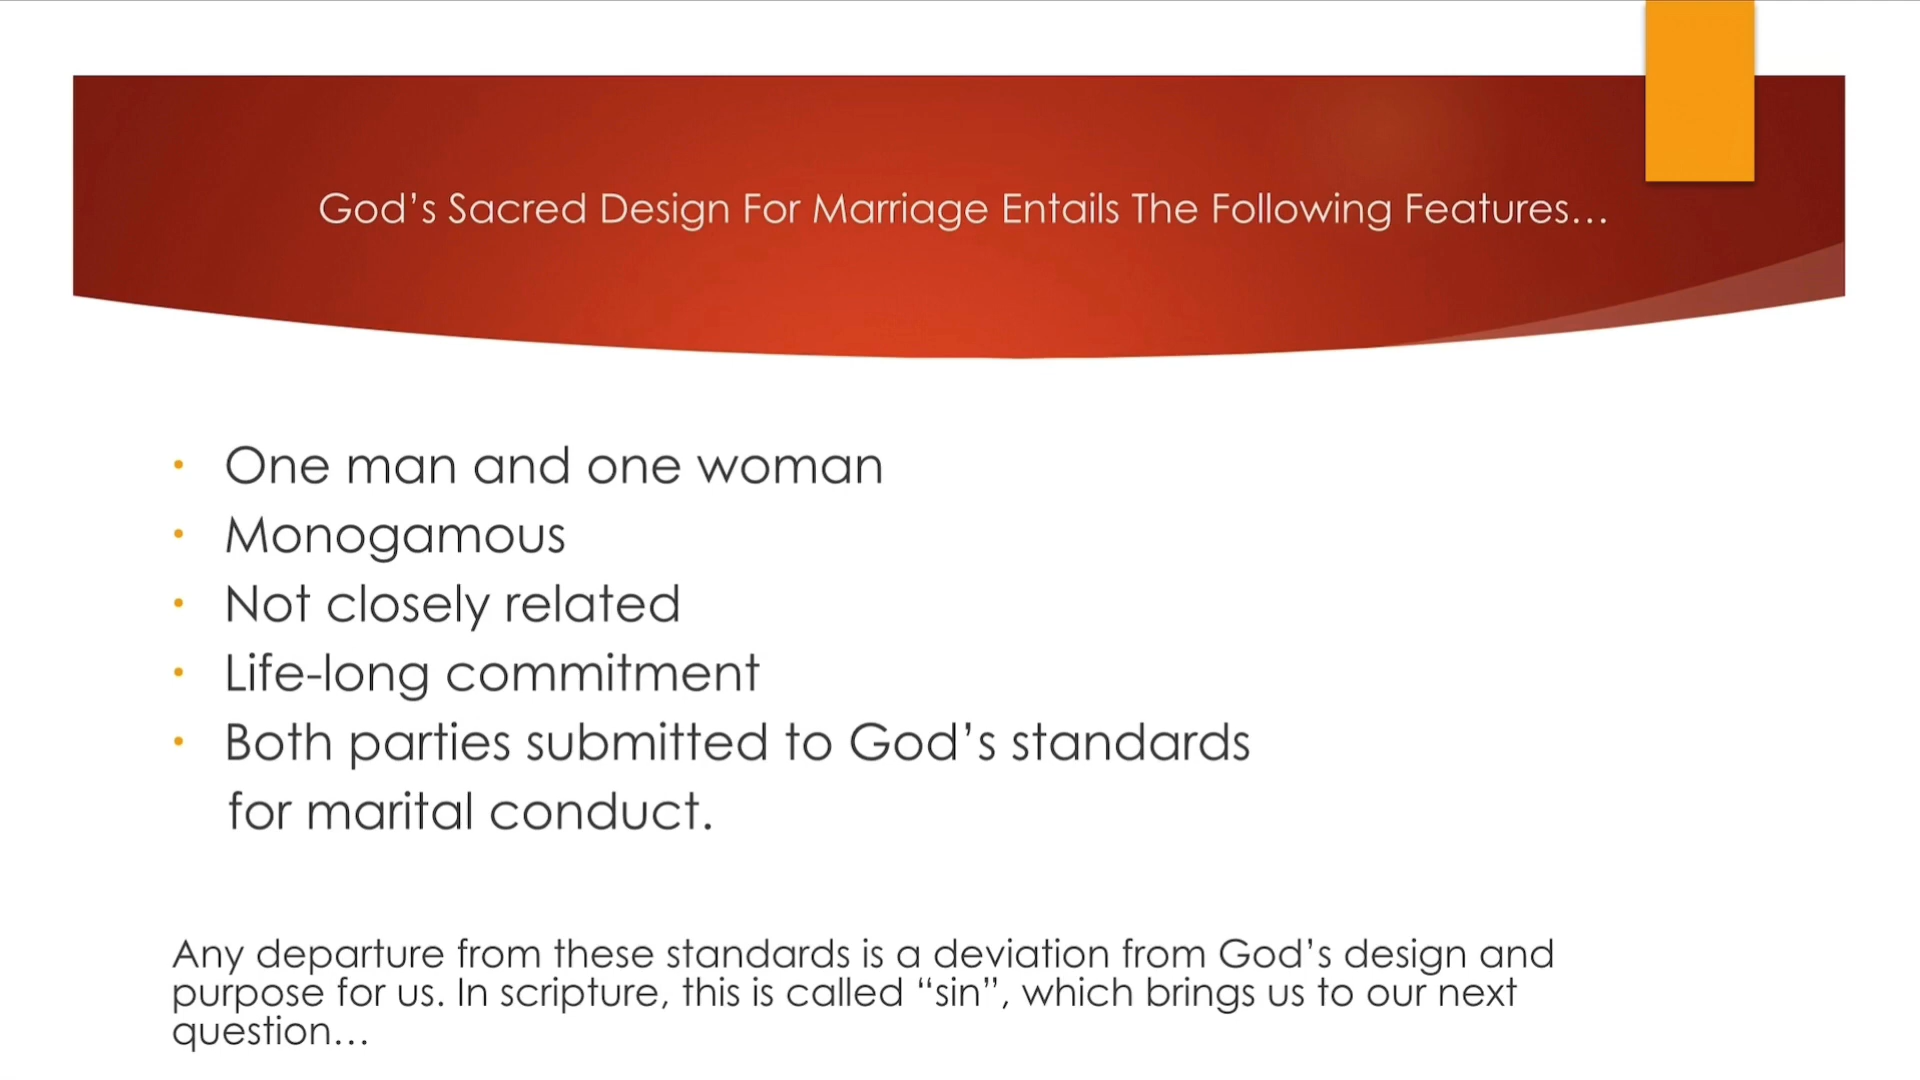 God’s Sacred Design For Marriage Entails The Following Features…
• One man and one woman
• Monogamous
• Not closely related
• Life-long commitment
• Both parties submitted to God’s standards
for marital conduct.
Any departure from these standards is a deviation from God’s design and
purpose for us. In scripture, this is called “sin”, which brings us to our next
question…